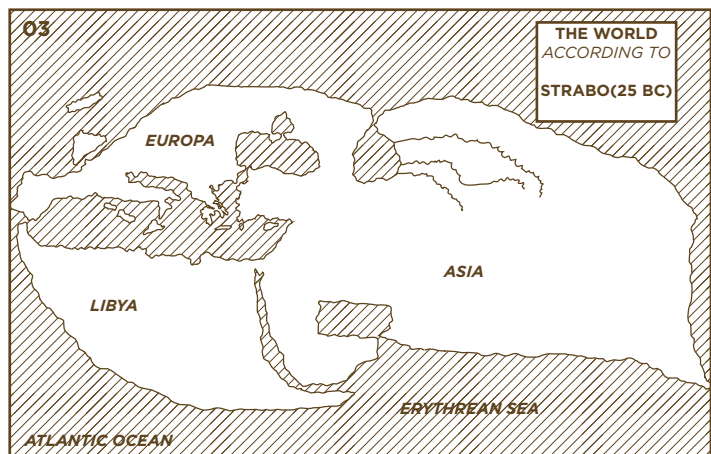 03
THE WORLD
ACCORDING TO
STRABO(25 BC)
EUROPA
ASIA
LIBYA
ERYTHREAN SEA
ATLANTIC OCEAN